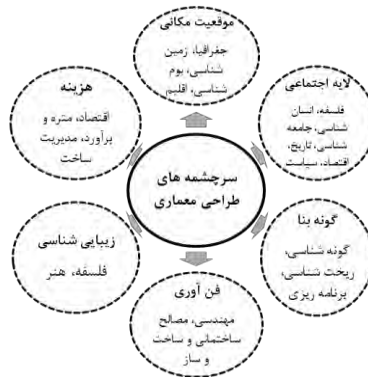 موقعیت مکانی
جغرافیا، زمین
شناسی، بوم
شناسی، اقلیم
لایه اجتماعی
فلسفه، انسان
شناسی، جامعه
شناسی، تاریخ،
اقتصاد، سیاست
گونه بنا
گونه شناسی،
ریخت شناسی،
برنامه ریزی
فن آوری
مهندسی، مصالح
ساختمانی و ساخت
و ساز
زیبایی شناسی
فلسفه، هنر
هزینه
اقتصاد، متره و
برآورد، مدیریت
ساخت
سرچشمه های
طراحی معماری